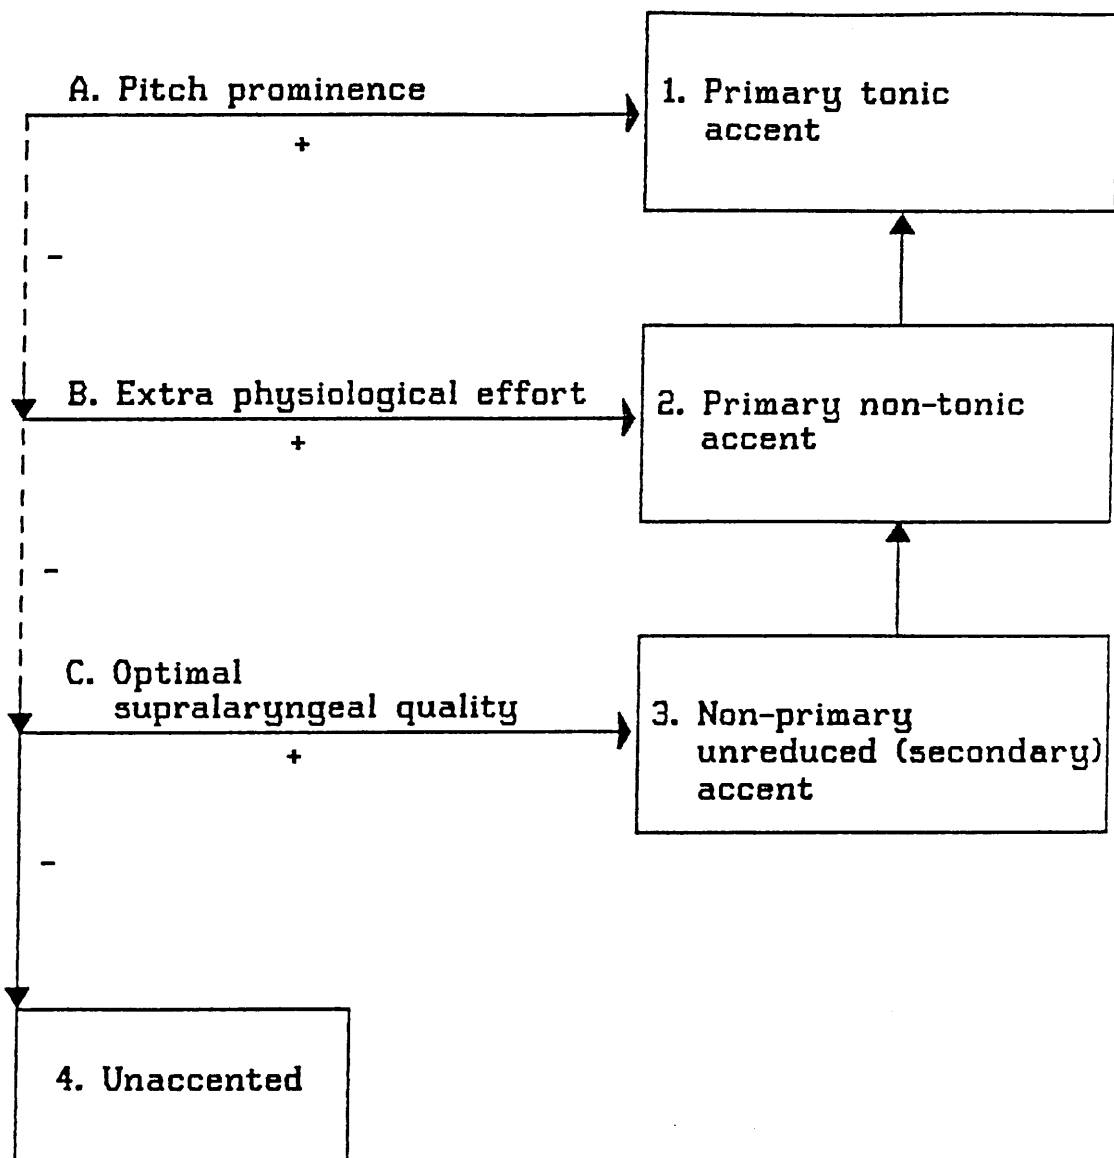 A. Pitch prominence
+
1. Primary tonic
accent
-
B. Extra physiological effort
+
2. Primary non-tonic
accent
-
C. Optimal
supralaryngeal quality
+
3. Non-primary
unreduced (secondary)
accent
-
4. Unaccented